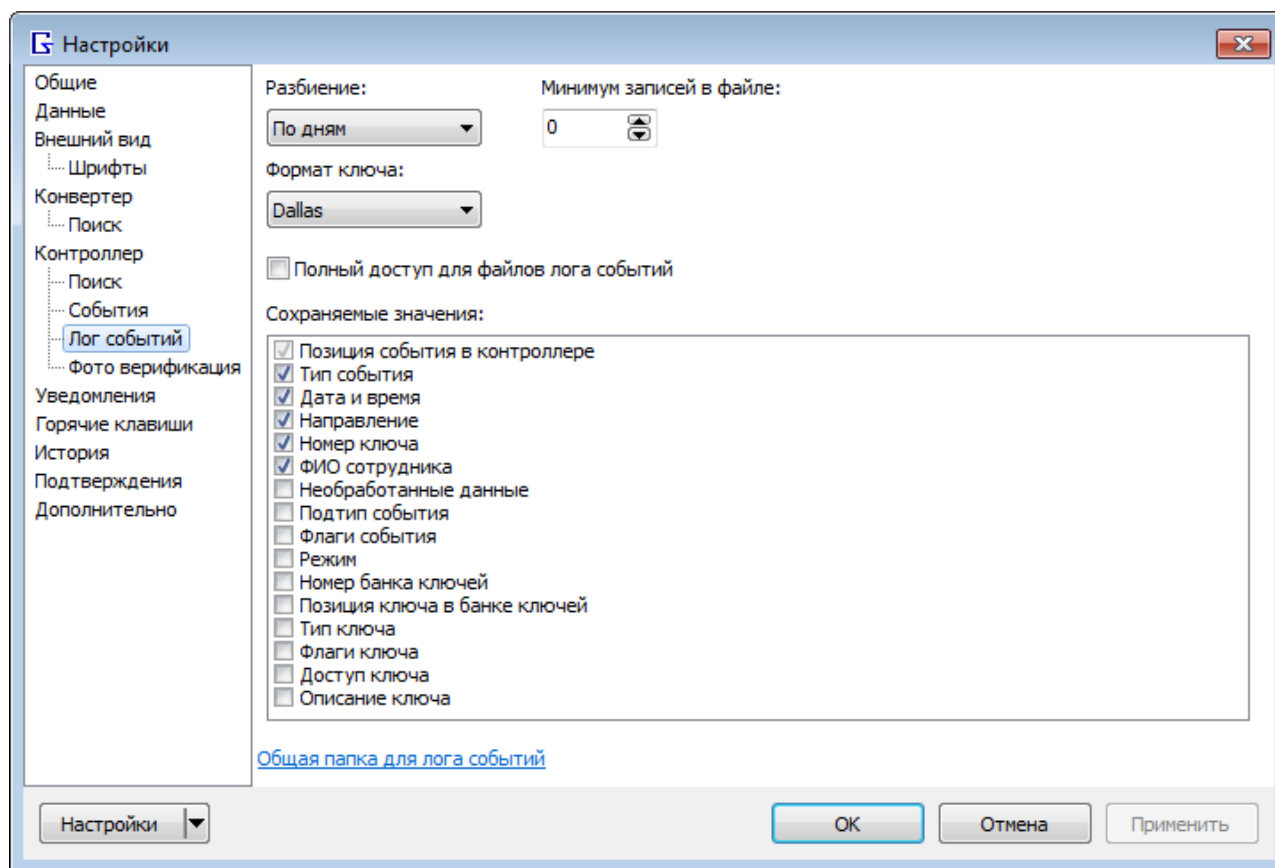 Настройки
Общие
Данные
Внешний вид
Шрифты
Конвертер
Поиск
Контроллер
Поиск
События
Лог событий
Фото верификация
Уведомления
Горячие клавиши
История
Подтверждения
Дополнительно
Разбиение:
Минимум записей в файле:
По дням
0
Формат ключа:
Dallas
Полный доступ для файлов лога событий
Сохраняемые значения:
Позиция события в контроллере
Тип события
Дата и время
Направление
Номер ключа
ФИО сотрудника
Необработанные данные
Подтип события
Флаги события
Режим
Номер банка ключей
Позиция ключа в банке ключей
Тип ключа
Флаги ключа
Доступ ключа
Описание ключа
Общая папка для лога событий
Настройки
OK
Отмена
Применить